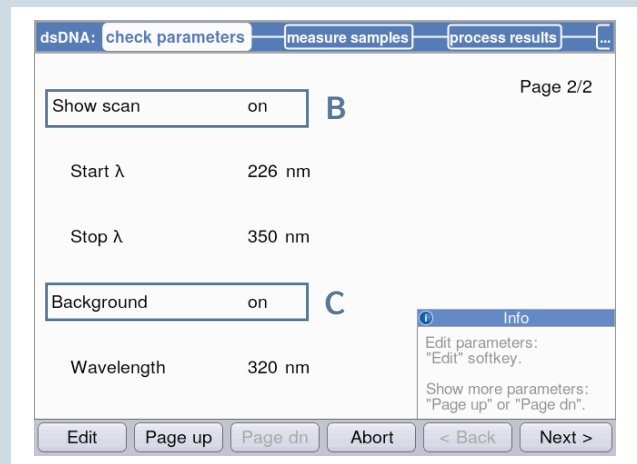 dsDNA: check parameters measure samples process results ...
Page 2/2
Show scan on B
Start λ 226 nm
Stop λ 350 nm
Background on C
Wavelength 320 nm
i Info
Edit parameters:
"Edit" softkey.
Show more parameters:
"Page up" or "Page dn".
Edit Page up Page dn Abort < Back Next >